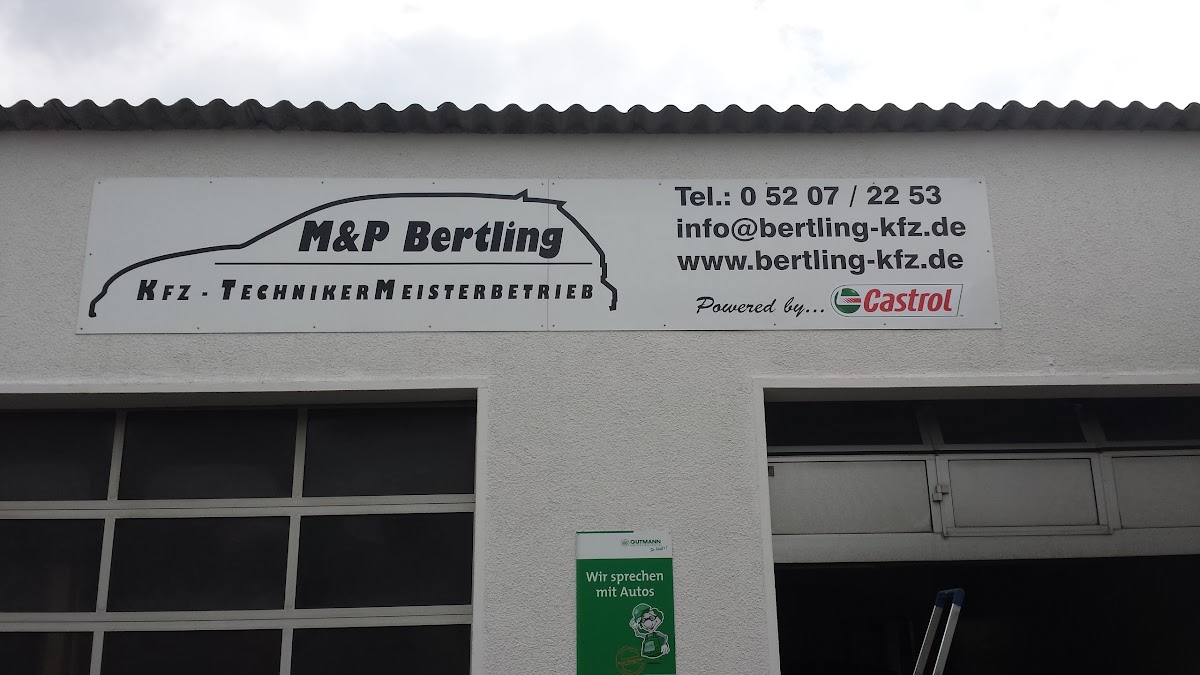 M&P Bertling
Kfz - TechnikerMeisterbetrieb
Tel.: 0 52 07 / 22 53
info@bertling-kfz.de
www.bertling-kfz.de
Powered by... Castrol
GUTMANN
Wir sprechen
mit Autos